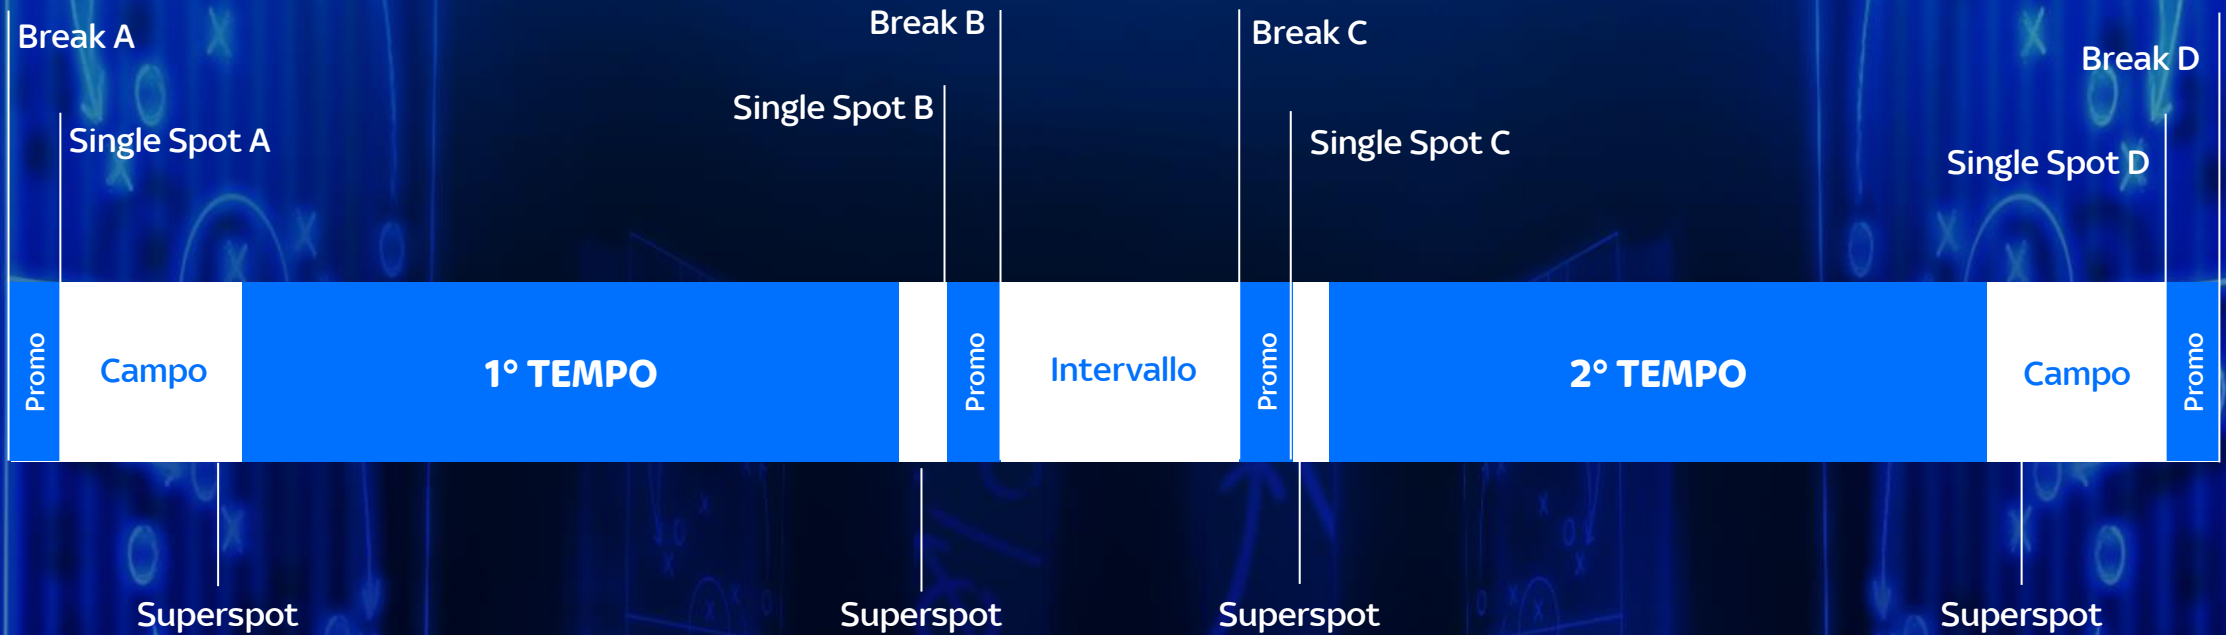 Break A
Break B
Break C
Break D
Single Spot A
Single Spot B
Single Spot C
Single Spot D
Promo
Campo
1° TEMPO
Promo
Intervallo
Promo
2° TEMPO
Campo
Promo
Superspot
Superspot
Superspot
Superspot